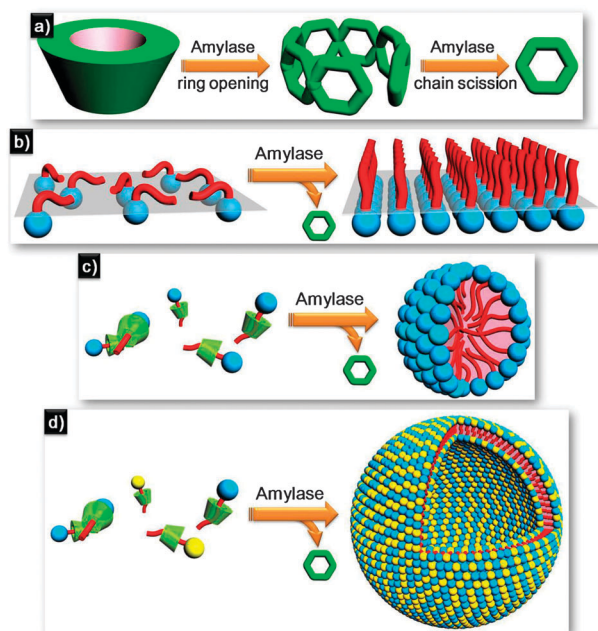 a)
Amylase
ring opening
Amylase
chain scission
b)
Amylase
c)
Amylase
d)
Amylase